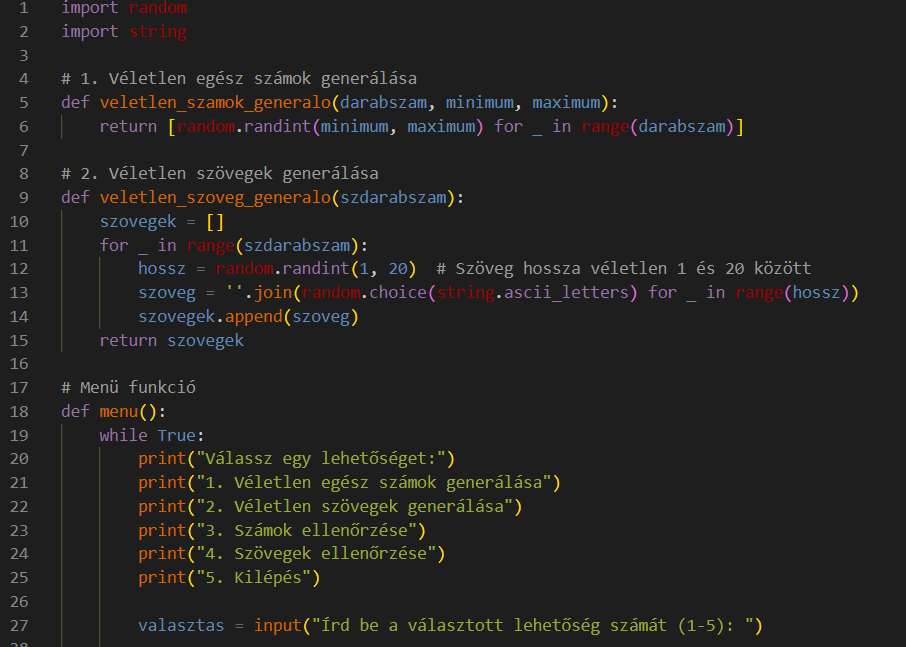 1 import random
2 import string
3
4 # 1. Véletlen egész számok generálása
5 def veletlen_szamok_generalo(darabszam, minimum, maximum):
6 return [random.randint(minimum, maximum) for _ in range(darabszam)]
7
8 # 2. Véletlen szövegek generálása
9 def veletlen_szoveg_generalo(szdarabszam):
10 szovegek = []
11 for _ in range(szdarabszam):
12 hossz = random.randint(1, 20) # Szöveg hossza véletlen 1 és 20 között
13 szoveg = ''.join(random.choice(string.ascii_letters) for _ in range(hossz))
14 szovegek.append(szoveg)
15 return szovegek
16
17 # Menü funkció
18 def menu():
19 while True:
20 print("Válassz egy lehetőséget:")
21 print("1. Véletlen egész számok generálása")
22 print("2. Véletlen szövegek generálása")
23 print("3. Számok ellenőrzése")
24 print("4. Szövegek ellenőrzése")
25 print("5. Kilépés")
26
27 valasztas = input("Írd be a választott lehetőség számát (1-5): ")